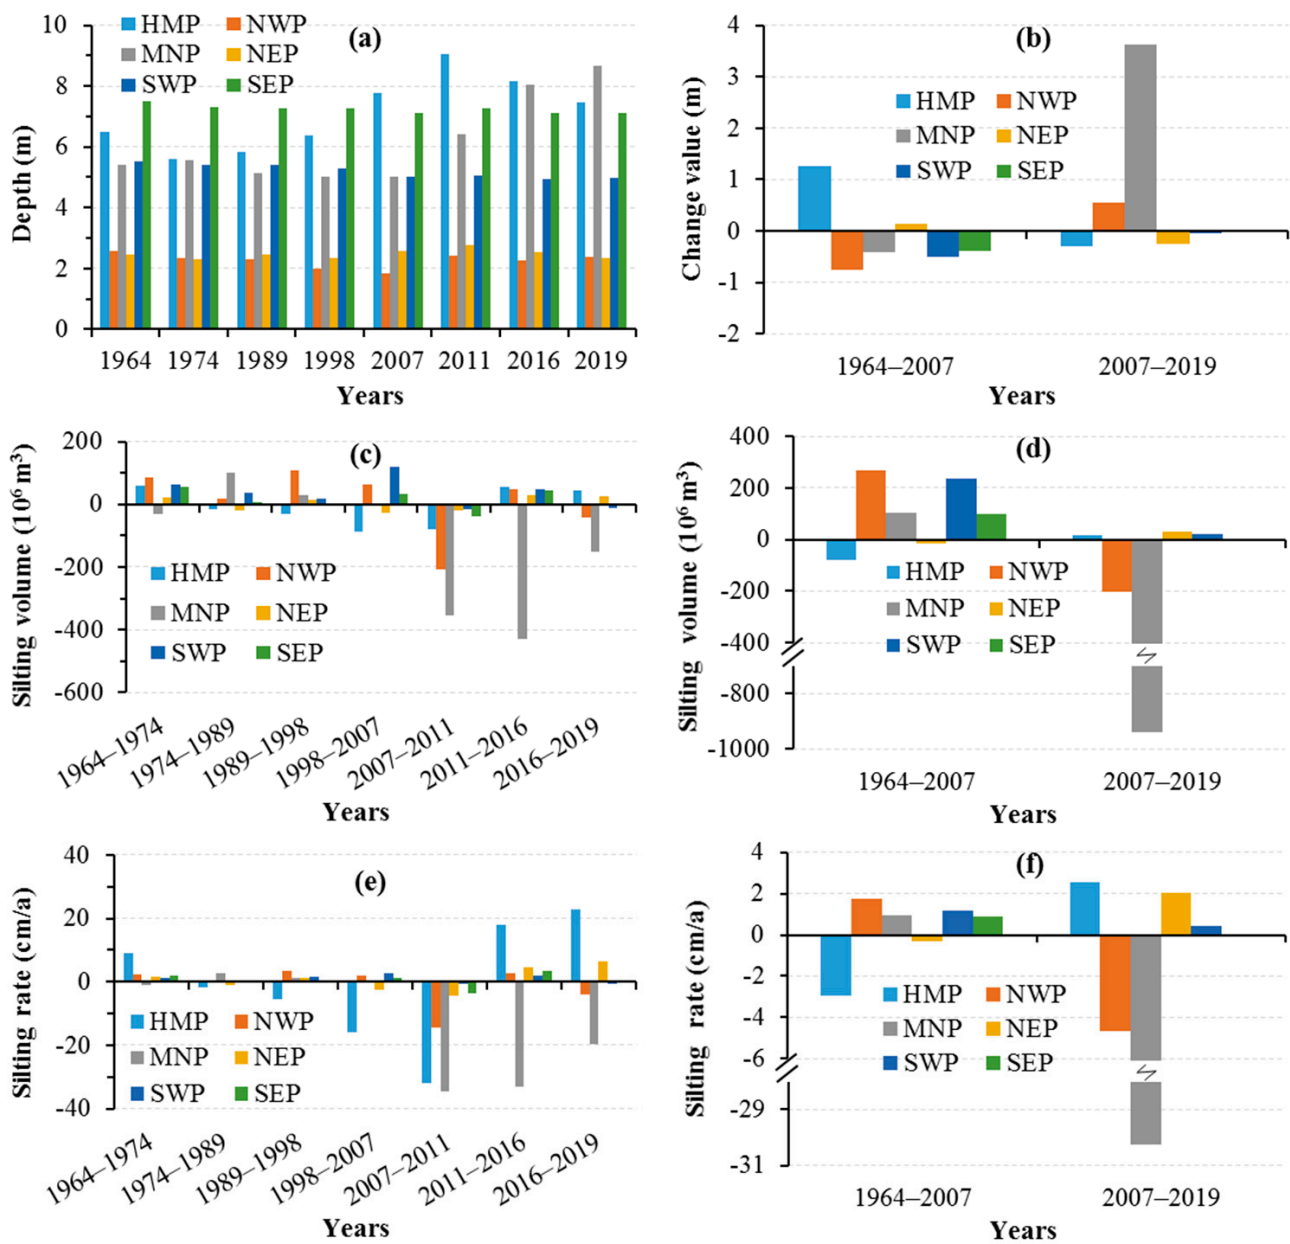 (a)
HMP NWP
MNP NEP
SWP SEP
Depth (m)
10
8
6
4
2
0
1964 1974 1989 1998 2007 2011 2016 2019
Years
(b)
HMP NWP
MNP NEP
SWP SEP
Change value (m)
4
3
2
1
0
-1
-2
1964–2007 2007–2019
Years
(c)
HMP NWP
MNP NEP
SWP SEP
Silting volume (10⁶ m³)
200
0
-200
-400
-600
1964–1974 1974–1989 1989–1998 1998–2007 2007–2011 2011–2016 2016–2019
Years
(d)
HMP NWP
MNP NEP
SWP SEP
Silting volume (10⁶ m³)
400
200
0
-200
-400
-800
-1000
1964–2007 2007–2019
Years
(e)
HMP NWP
MNP NEP
SWP SEP
Silting rate (cm/a)
40
20
0
-20
-40
1964–1974 1974–1989 1989–1998 1998–2007 2007–2011 2011–2016 2016–2019
Years
(f)
HMP NWP
MNP NEP
SWP SEP
Silting rate (cm/a)
4
2
0
-2
-4
-6
-29
-31
1964–2007 2007–2019
Years